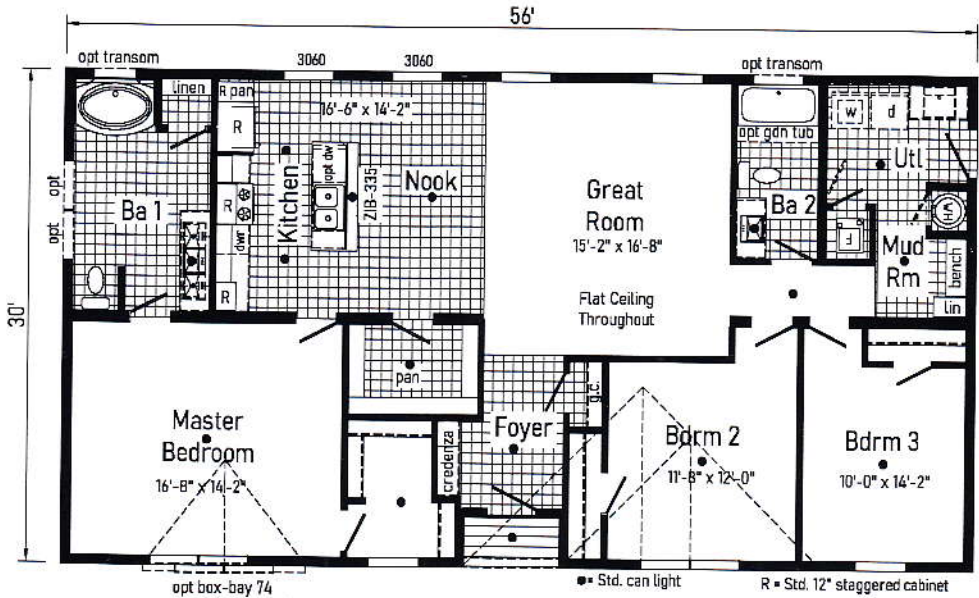 56'
opt transom
3060
3060
opt transom
30'
linen
R pan
16'-6" x 14'-2"
R
opt dw
ZIB-335
Kitchen
Nook
R
dwr
R
opt
opt
Ba 1
Great
Room
15'-2" x 16'-8"
Flat Ceiling
Throughout
opt gdn tub
Ba 2
w
d
Utl
WH
F
Mud
Rm
bench
lin
pan
Master
Bedroom
16'-8" x 14'-2"
credenza
Foyer
g.c.
Bdrm 2
11'-8" x 12'-0"
Bdrm 3
10'-0" x 14'-2"
opt box-bay 74
● = Std. can light
R = Std. 12" staggered cabinet